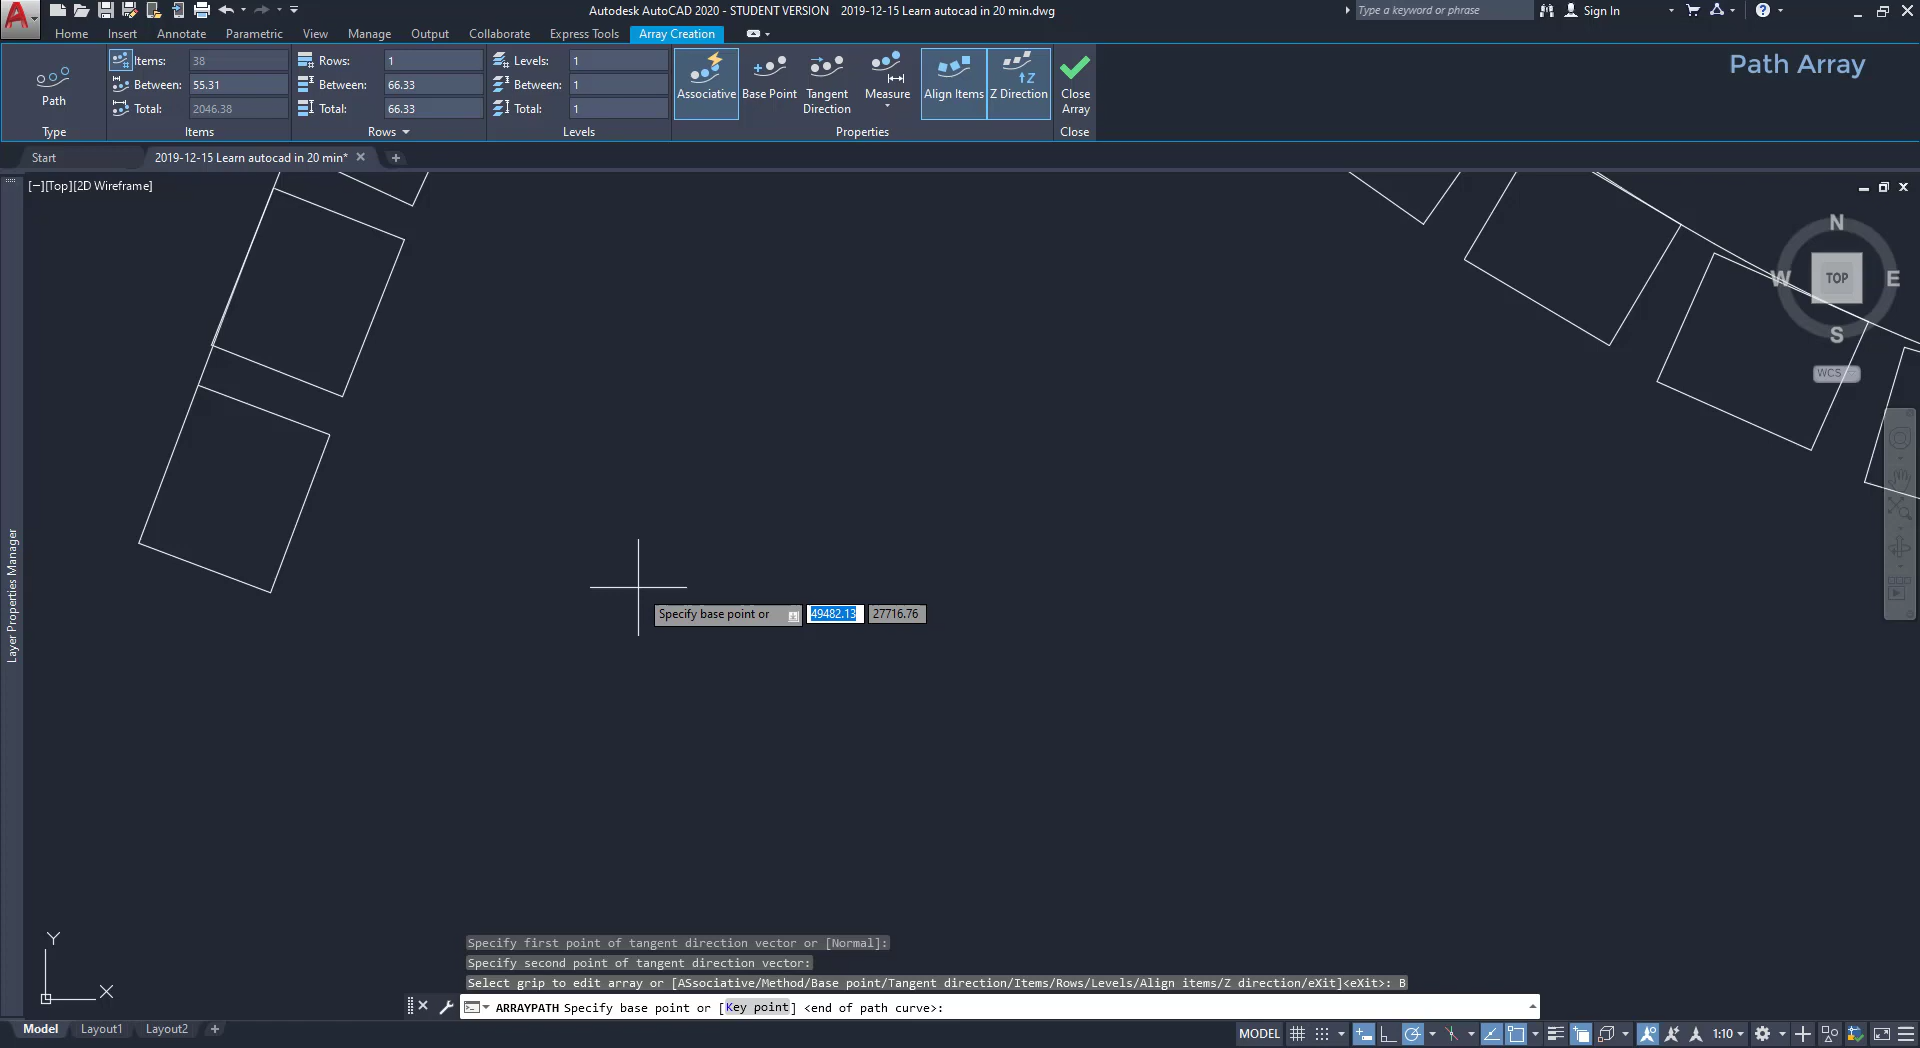 Autodesk AutoCAD 2020 - STUDENT VERSION 2019-12-15 Learn autocad in 20 min.dwg
Type a keyword or phrase
Sign In
Home Insert Annotate Parametric View Manage Output Collaborate Express Tools Array Creation
Path Array
Items: 38 Rows: 1 Levels: 1
Between: 55.31 Between: 66.33 Between: 1
Total: 2046.38 Total: 66.33 Total: 1
Path
Associative Base Point Tangent Direction Measure Align Items Z Direction Close Array
Type Items Rows Levels Properties Close
Start 2019-12-15 Learn autocad in 20 min*
[−][Top][2D Wireframe]
N
W TOP E
S
WCS
Layer Properties Manager
Specify base point or 49482.13 27716.76
Y
X
Specify first point of tangent direction vector or [Normal]:
Specify second point of tangent direction vector:
Select grip to edit array or [ASsociative/Method/Base point/Tangent direction/Items/Rows/Levels/Align items/Z direction/eXit]<eXit>: B
ARRAYPATH Specify base point or [Key point] <end of path curve>:
Model Layout1 Layout2
MODEL 1:10